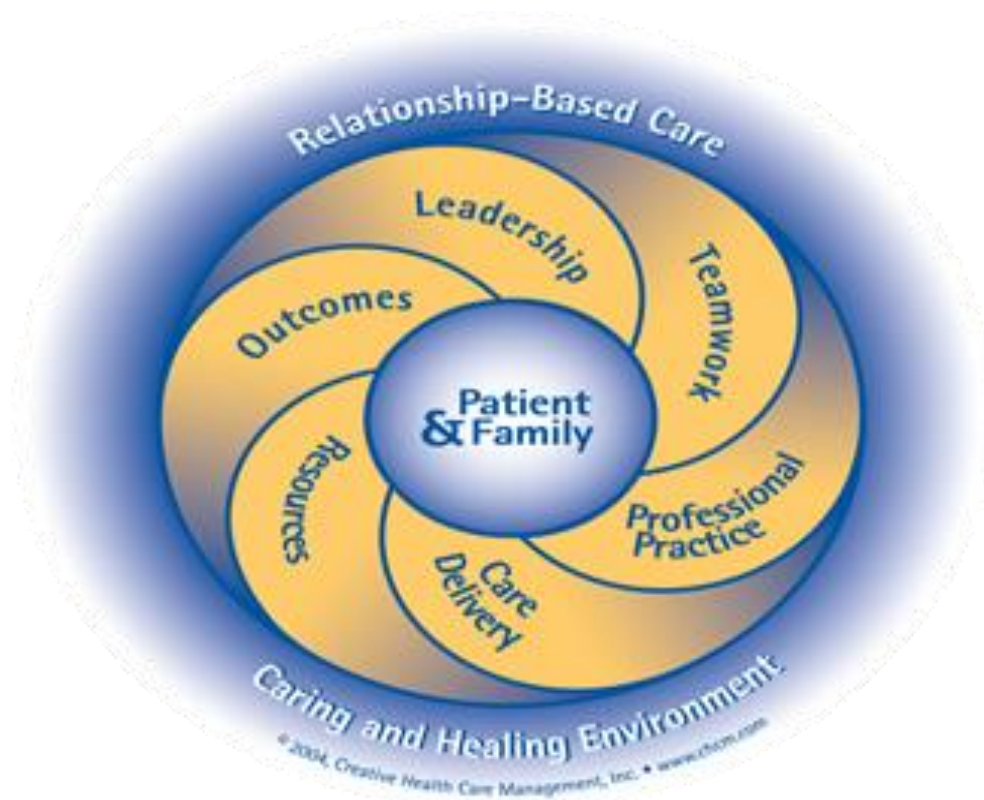 Relationship-Based Care
Leadership
Teamwork
Professional
Practice
Care
Delivery
Resources
Outcomes
Patient
& Family
Caring and Healing Environment
© 2004, Creative Health Care Management, Inc. • www.chcm.com